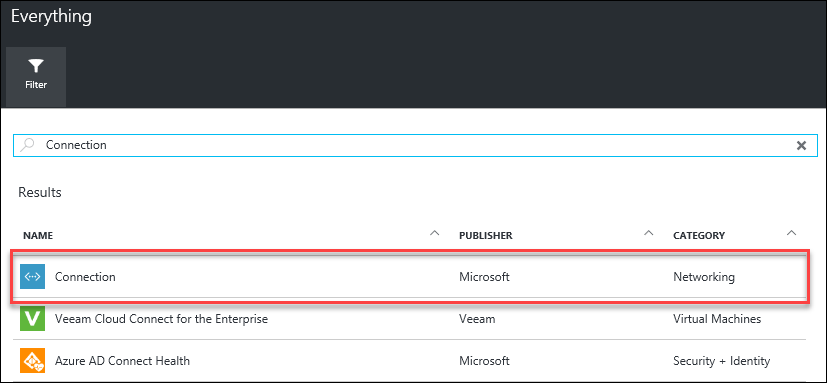 Everything
Filter
Connection
Results
NAME PUBLISHER CATEGORY
Connection Microsoft Networking
Veeam Cloud Connect for the Enterprise Veeam Virtual Machines
Azure AD Connect Health Microsoft Security + Identity